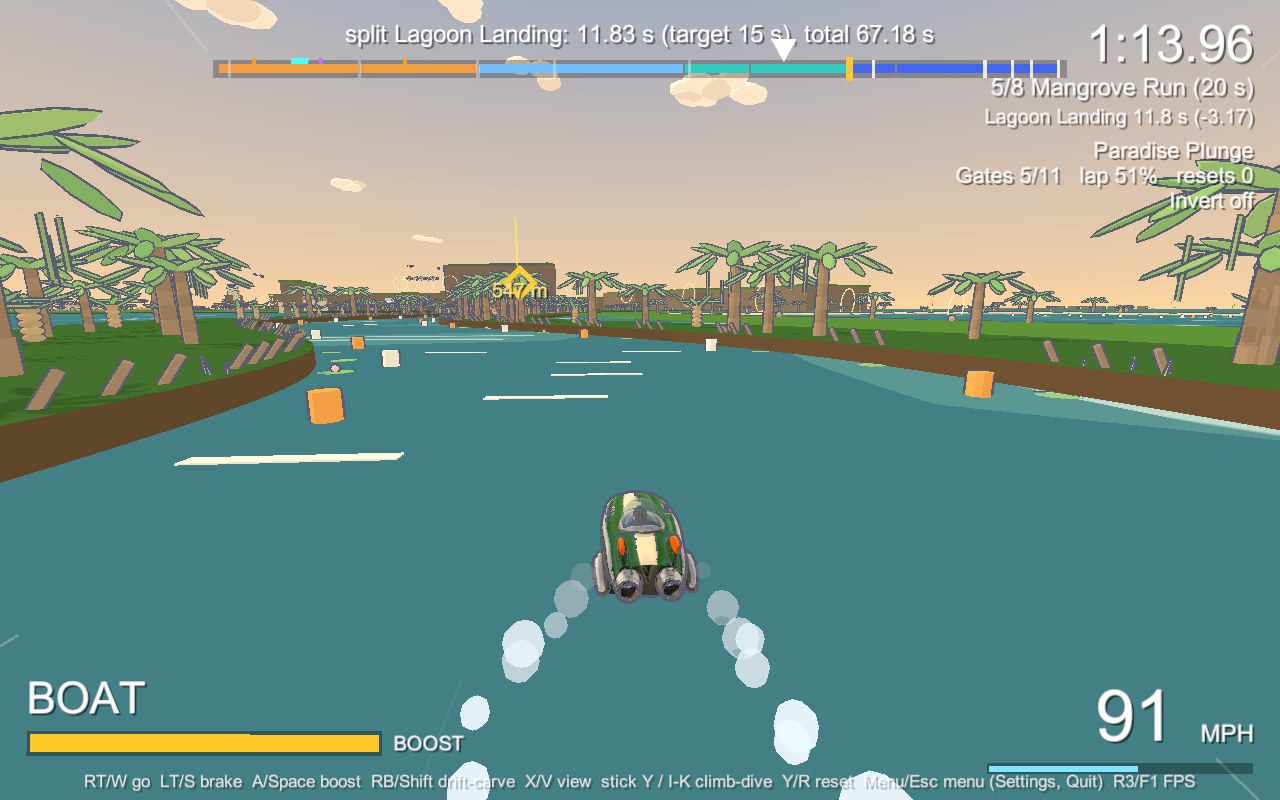 split Lagoon Landing: 11.83 s (target 15 s), total 67.18 s
1:13.96
5/8 Mangrove Run (20 s)
Lagoon Landing 11.8 s (-3.17)
Paradise Plunge
Gates 5/11 lap 51% resets 0
Invert off
547 m
BOAT
BOOST
91 MPH
RT/W go LT/S brake A/Space boost RB/Shift drift-carve X/V view stick Y / I-K climb-dive Y/R reset Menu/Esc menu (Settings, Quit) R3/F1 FPS